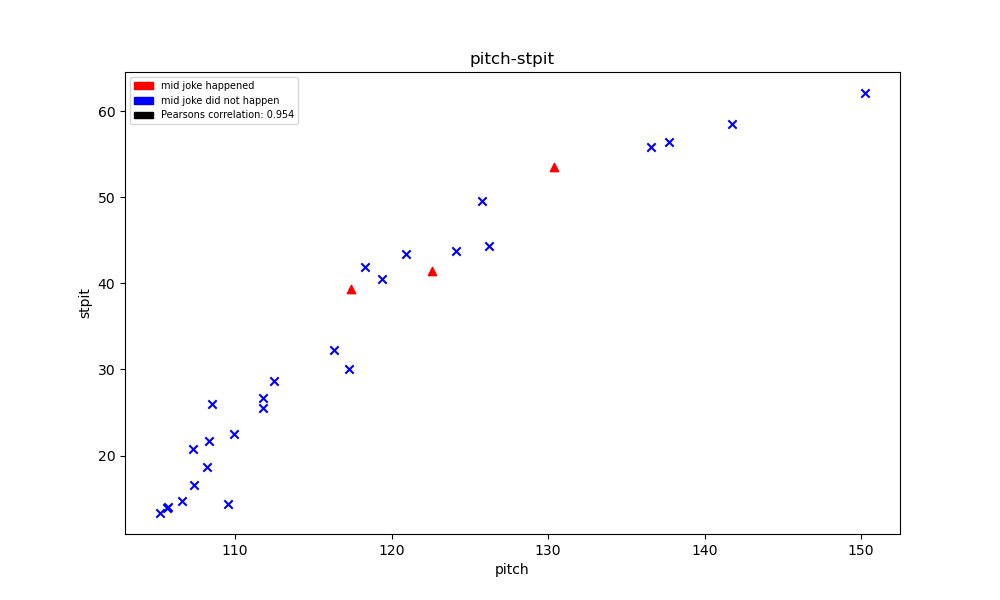 pitch-stpit
mid joke happened
mid joke did not happen
Pearsons correlation: 0.954
60
50
40
30
20
stpit
110 120 130 140 150
pitch